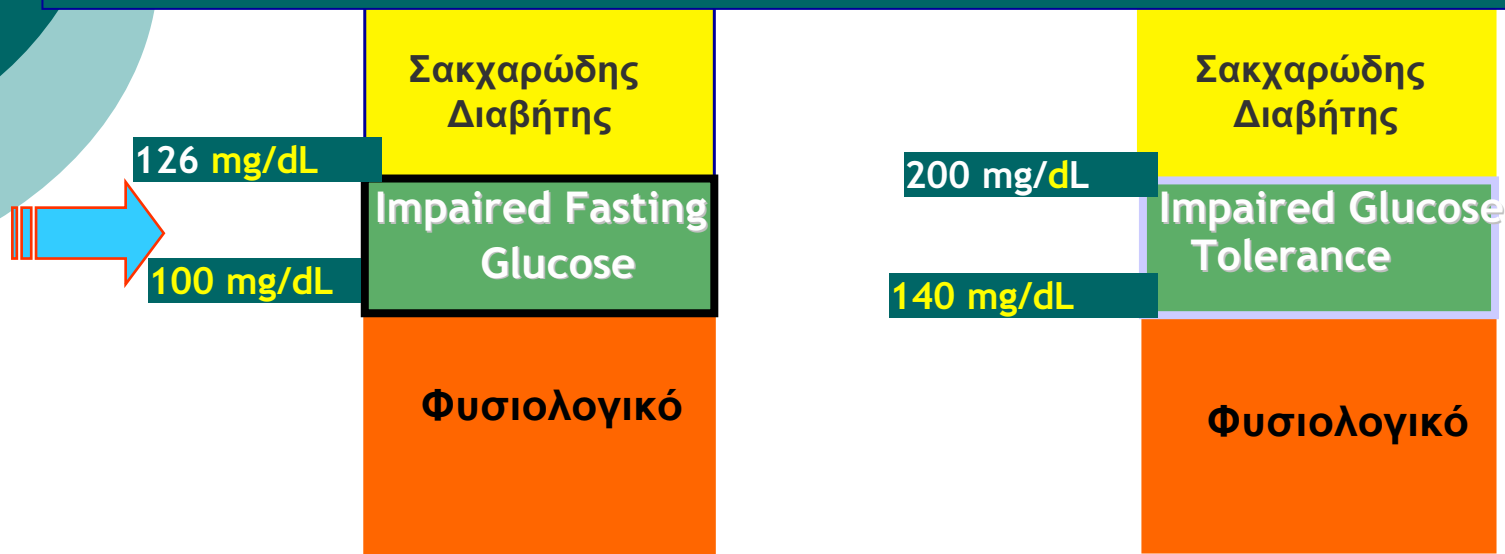 Σακχαρώδης
Διαβήτης
126 mg/dL
Impaired Fasting
Glucose
100 mg/dL
Φυσιολογικό
Σακχαρώδης
Διαβήτης
200 mg/dL
Impaired Glucose
Tolerance
140 mg/dL
Φυσιολογικό